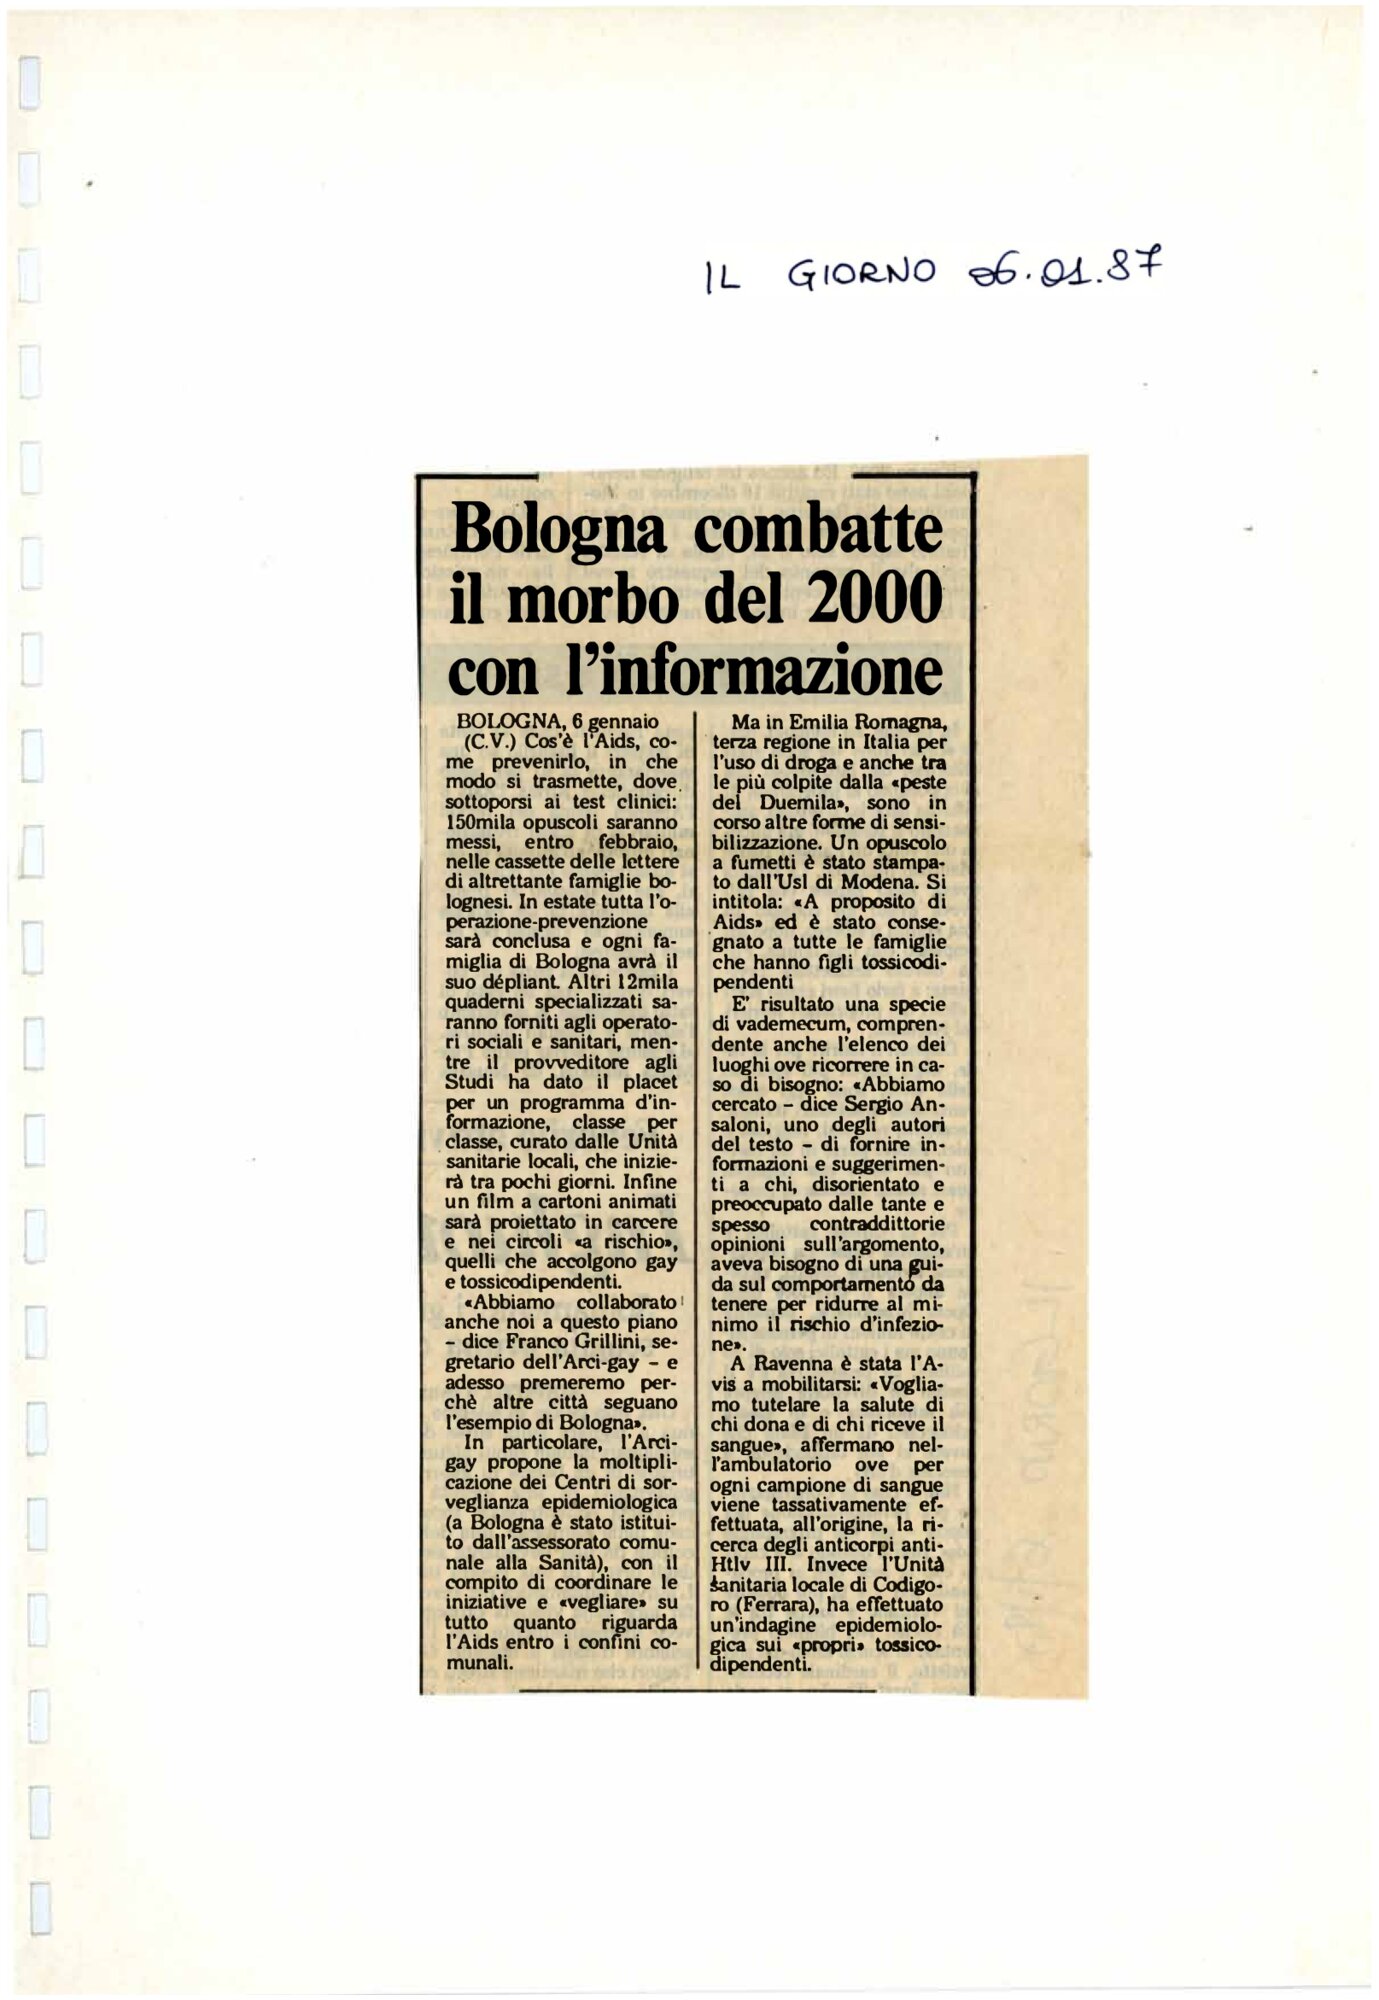 IL GIORNO 06.01.87
Bologna combatte
il morbo del 2000
con l'informazione
BOLOGNA, 6 gennaio
(C.V.) Cos'è l'Aids, co-
me prevenirlo, in che
modo si trasmette, dove
sottoporsi ai test clinici:
150mila opuscoli saranno
messi, entro febbraio,
nelle cassette delle lettere
di altrettante famiglie bo-
lognesi. In estate tutta l'o-
perazione-prevenzione
sarà conclusa e ogni fa-
miglia di Bologna avrà il
suo dépliant. Altri 12mila
quaderni specializzati sa-
ranno forniti agli operato-
ri sociali e sanitari, men-
tre il provveditore agli
Studi ha dato il placet
per un programma d'in-
formazione, classe per
classe, curato dalle Unità
sanitarie locali, che inizie-
rà tra pochi giorni. Infine
un film a cartoni animati
sarà proiettato in carcere
e nei circoli «a rischio»,
quelli che accolgono gay
e tossicodipendenti.
«Abbiamo collaborato
anche noi a questo piano
– dice Franco Grillini, se-
gretario dell'Arci-gay – e
adesso premeremo per-
chè altre città seguano
l'esempio di Bologna».
In particolare, l'Arci-
gay propone la moltipli-
cazione dei Centri di sor-
veglianza epidemiologica
(a Bologna è stato istitui-
to dall'assessorato comu-
nale alla Sanità), con il
compito di coordinare le
iniziative e «vegliare» su
tutto quanto riguarda
l'Aids entro i confini co-
munali.
Ma in Emilia Romagna,
terza regione in Italia per
l'uso di droga e anche tra
le più colpite dalla «peste
del Duemila», sono in
corso altre forme di sensi-
bilizzazione. Un opuscolo
a fumetti è stato stampa-
to dall'Usl di Modena. Si
intitola: «A proposito di
Aids» ed è stato conse-
gnato a tutte le famiglie
che hanno figli tossicodi-
pendenti
E' risultato una specie
di vademecum, compren-
dente anche l'elenco dei
luoghi ove ricorrere in ca-
so di bisogno: «Abbiamo
cercato – dice Sergio An-
saloni, uno degli autori
del testo – di fornire in-
formazioni e suggerimen-
ti a chi, disorientato e
preoccupato dalle tante e
spesso contraddittorie
opinioni sull'argomento,
aveva bisogno di una gui-
da sul comportamento da
tenere per ridurre al mi-
nimo il rischio d'infezio-
ne».
A Ravenna è stata l'A-
vis a mobilitarsi: «Voglia-
mo tutelare la salute di
chi dona e di chi riceve il
sangue», affermano nel-
l'ambulatorio ove per
ogni campione di sangue
viene tassativamente ef-
fettuata, all'origine, la ri-
cerca degli anticorpi anti-
Htlv III. Invece l'Unità
sanitaria locale di Codigo-
ro (Ferrara), ha effettuato
un'indagine epidemiolo-
gica sui «propri» tossico-
dipendenti.